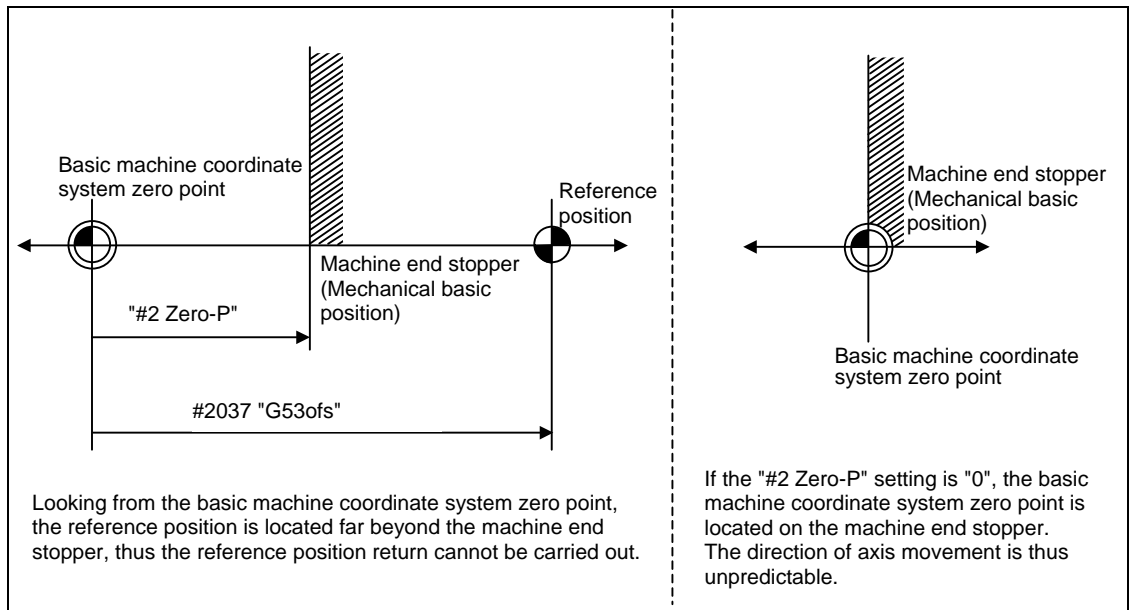 Basic machine coordinate
system zero point
Reference
position
Machine end stopper
(Mechanical basic
position)
"#2 Zero-P"
#2037 "G53ofs"
Looking from the basic machine coordinate system zero point,
the reference position is located far beyond the machine end
stopper, thus the reference position return cannot be carried out.
Machine end stopper
(Mechanical basic
position)
Basic machine coordinate
system zero point
If the "#2 Zero-P" setting is "0", the basic
machine coordinate system zero point is
located on the machine end stopper.
The direction of axis movement is thus
unpredictable.